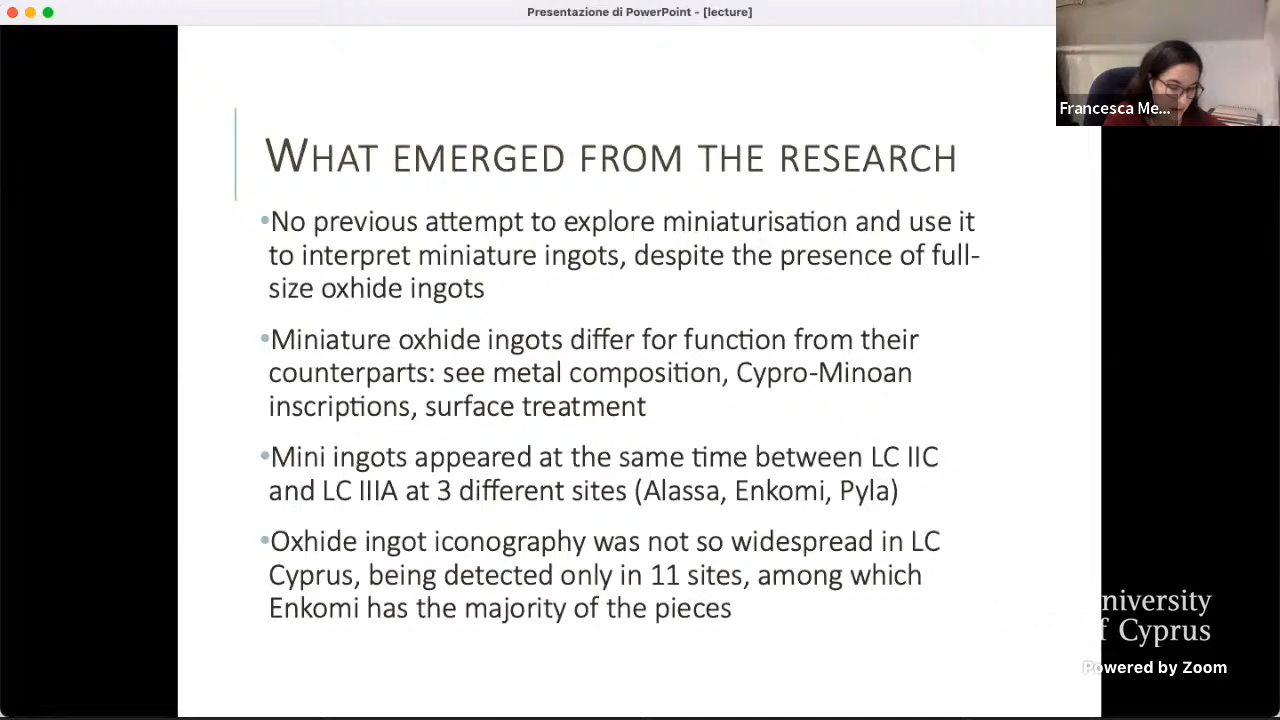 Presentazione di PowerPoint - [lecture]
Francesca Me...
WHAT EMERGED FROM THE RESEARCH
•No previous attempt to explore miniaturisation and use it
to interpret miniature ingots, despite the presence of full-
size oxhide ingots
•Miniature oxhide ingots differ for function from their
counterparts: see metal composition, Cypro-Minoan
inscriptions, surface treatment
•Mini ingots appeared at the same time between LC IIC
and LC IIIA at 3 different sites (Alassa, Enkomi, Pyla)
•Oxhide ingot iconography was not so widespread in LC
Cyprus, being detected only in 11 sites, among which
Enkomi has the majority of the pieces
niversity
f Cyprus
Powered by Zoom